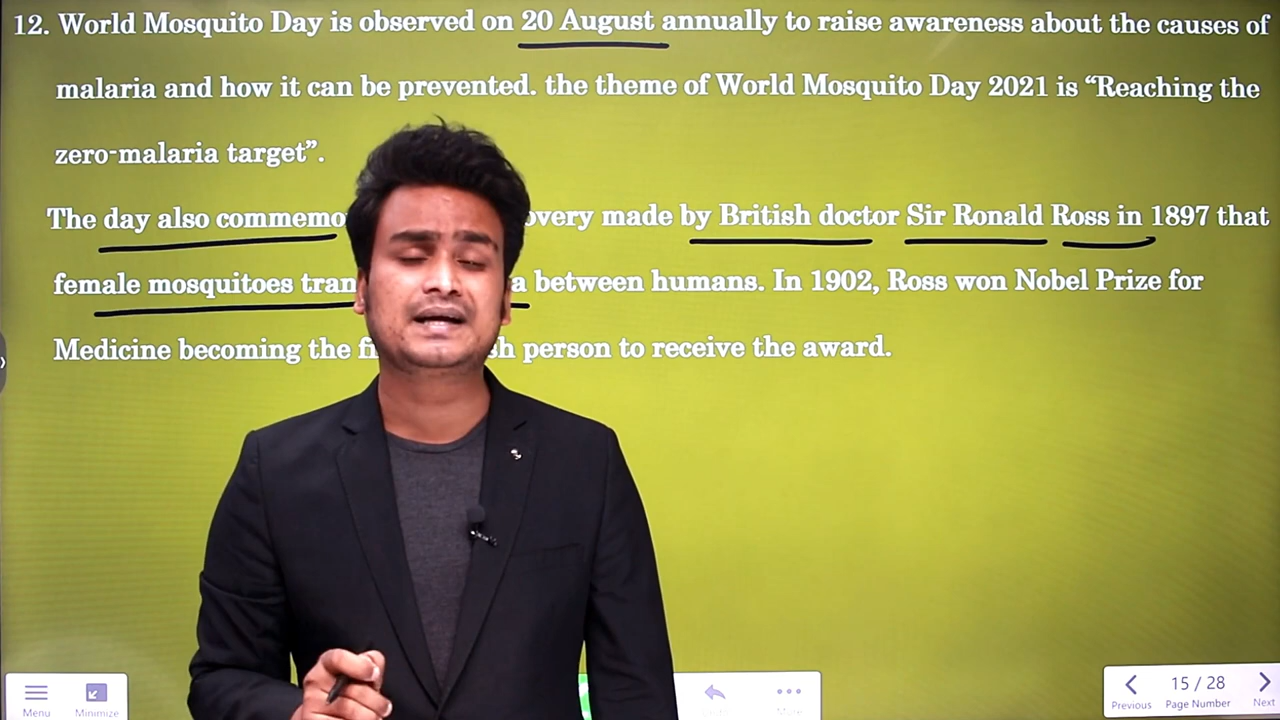 12. World Mosquito Day is observed on 20 August annually to raise awareness about the causes of
malaria and how it can be prevented. the theme of World Mosquito Day 2021 is “Reaching the
zero-malaria target”.
The day also commemo overy made by British doctor Sir Ronald Ross in 1897 that
female mosquitoes tran a between humans. In 1902, Ross won Nobel Prize for
Medicine becoming the fi sh person to receive the award.
Menu
Minimize
More
15 / 28
Previous Page Number Next